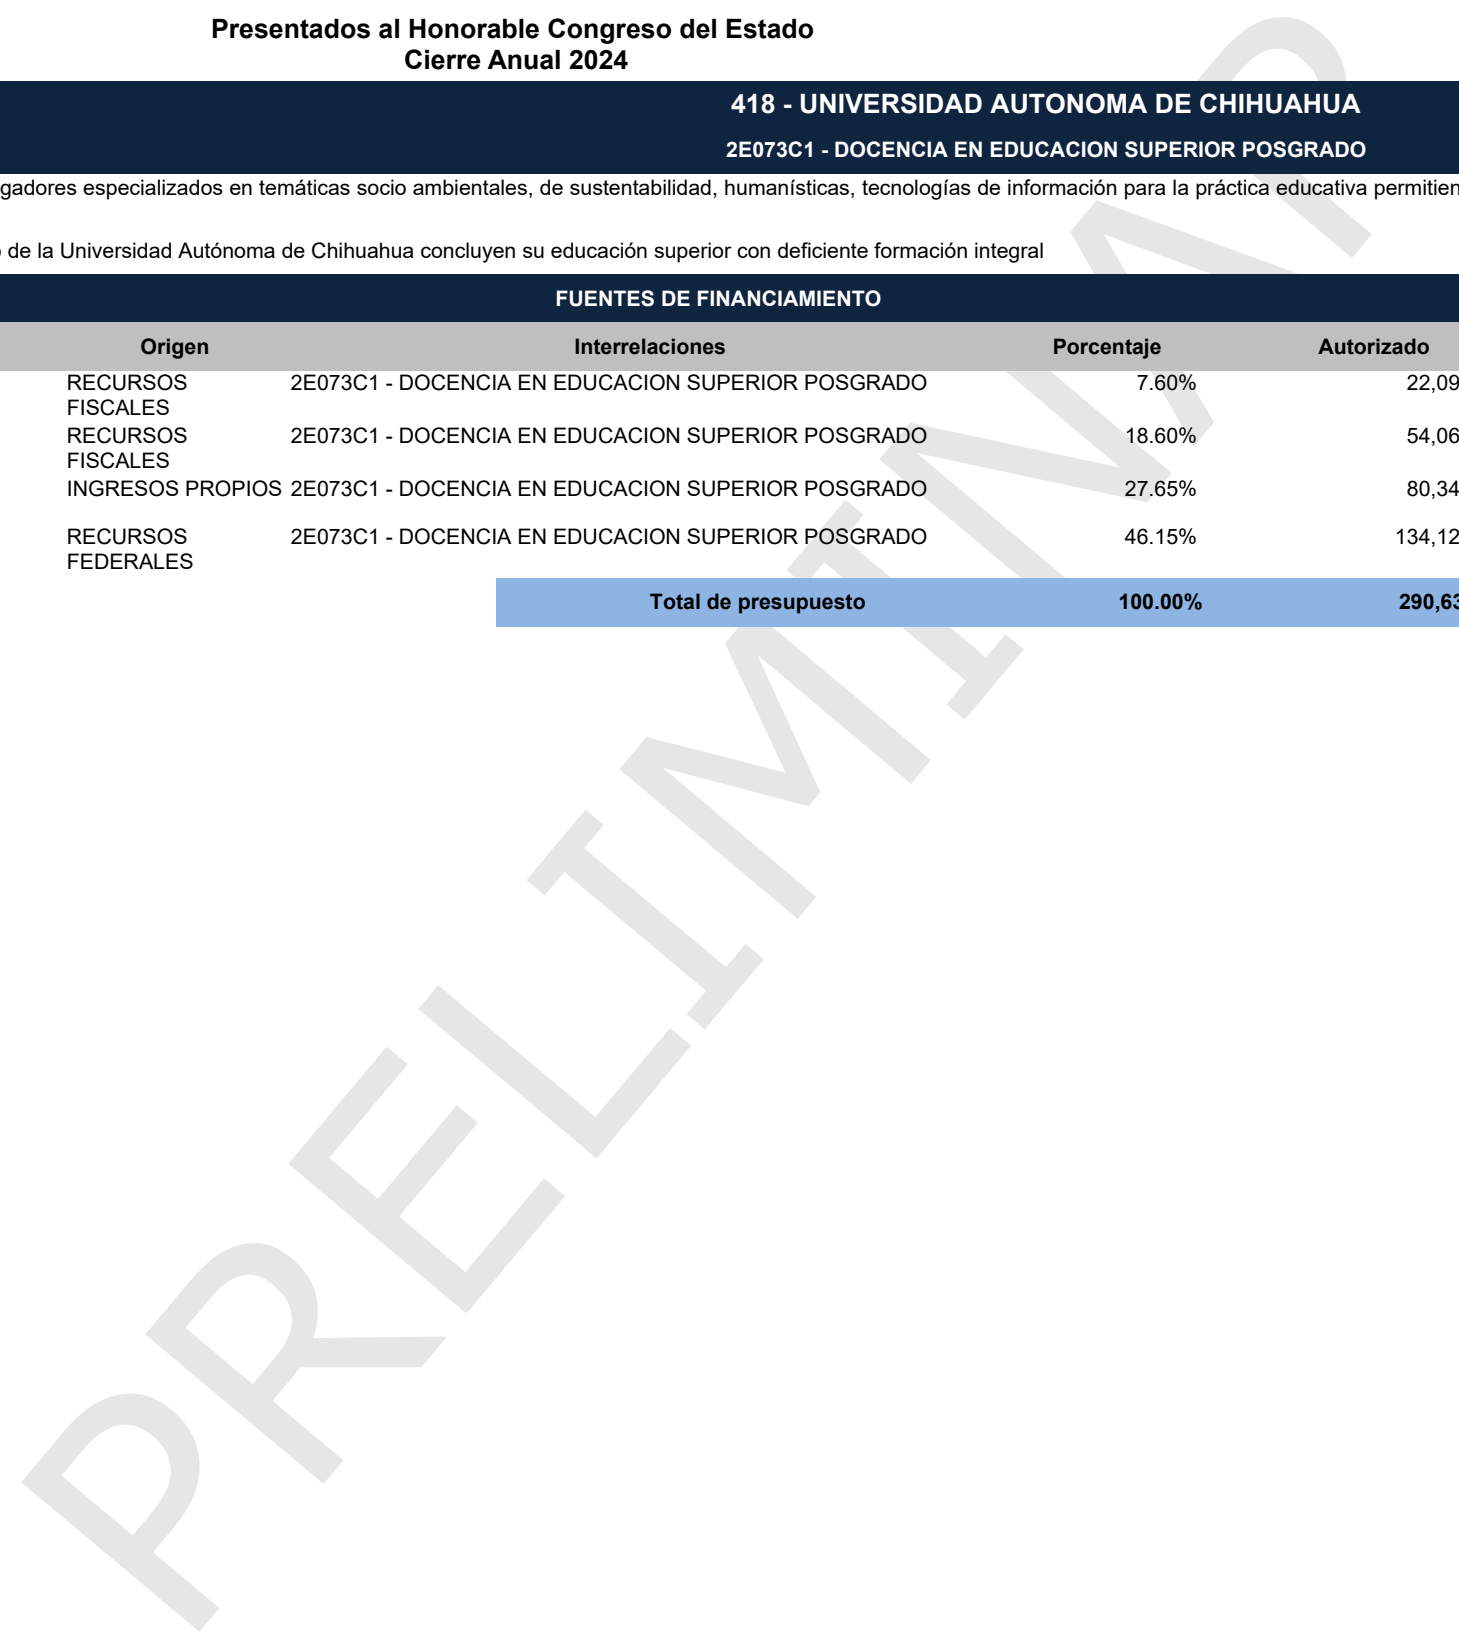 Presentados al Honorable Congreso del Estado
Cierre Anual 2024
418 - UNIVERSIDAD AUTONOMA DE CHIHUAHUA
2E073C1 - DOCENCIA EN EDUCACION SUPERIOR POSGRADO
gadores especializados en temáticas socio ambientales, de sustentabilidad, humanísticas, tecnologías de información para la práctica educativa permitien
de la Universidad Autónoma de Chihuahua concluyen su educación superior con deficiente formación integral
FUENTES DE FINANCIAMIENTO
Origen Interrelaciones Porcentaje Autorizado
RECURSOS FISCALES 2E073C1 - DOCENCIA EN EDUCACION SUPERIOR POSGRADO 7.60% 22,09
RECURSOS FISCALES 2E073C1 - DOCENCIA EN EDUCACION SUPERIOR POSGRADO 18.60% 54,06
INGRESOS PROPIOS 2E073C1 - DOCENCIA EN EDUCACION SUPERIOR POSGRADO 27.65% 80,34
RECURSOS FEDERALES 2E073C1 - DOCENCIA EN EDUCACION SUPERIOR POSGRADO 46.15% 134,12
Total de presupuesto 100.00% 290,63
PRELIMINAR